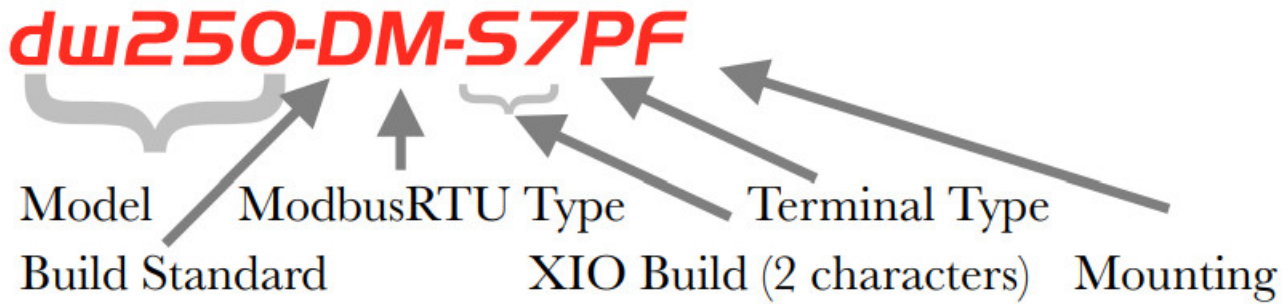 dw250-DM-S7PF
Model ModbusRTU Type Terminal Type
Build Standard XIO Build (2 characters) Mounting